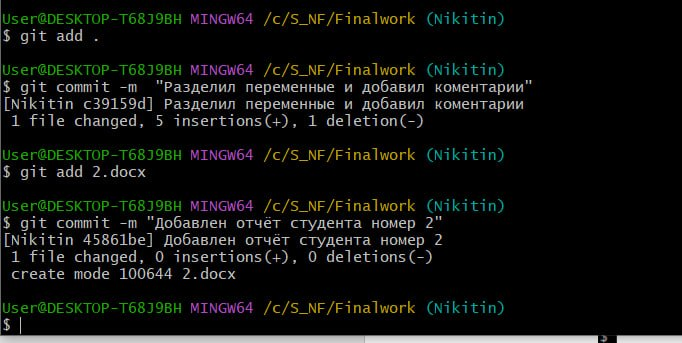 User@DESKTOP-T68J9BH MINGW64 /c/S_NF/Finalwork (Nikitin)
$ git add .
User@DESKTOP-T68J9BH MINGW64 /c/S_NF/Finalwork (Nikitin)
$ git commit -m  "Разделил переменные и добавил коментарии"
[Nikitin c39159d] Разделил переменные и добавил коментарии
 1 file changed, 5 insertions(+), 1 deletion(-)
User@DESKTOP-T68J9BH MINGW64 /c/S_NF/Finalwork (Nikitin)
$ git add 2.docx
User@DESKTOP-T68J9BH MINGW64 /c/S_NF/Finalwork (Nikitin)
$ git commit -m "Добавлен отчёт студента номер 2"
[Nikitin 45861be] Добавлен отчёт студента номер 2
 1 file changed, 0 insertions(+), 0 deletions(-)
 create mode 100644 2.docx
User@DESKTOP-T68J9BH MINGW64 /c/S_NF/Finalwork (Nikitin)
$
$